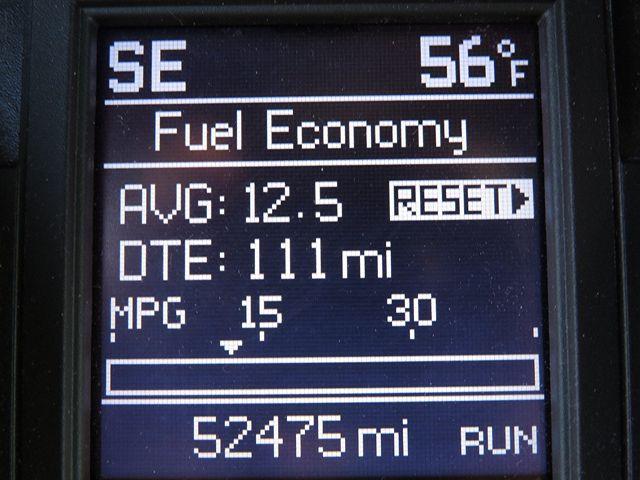 SE 56°F
Fuel Economy
AVG: 12.5 RESET
DTE: 111 mi
MPG 15 30
52475 mi RUN